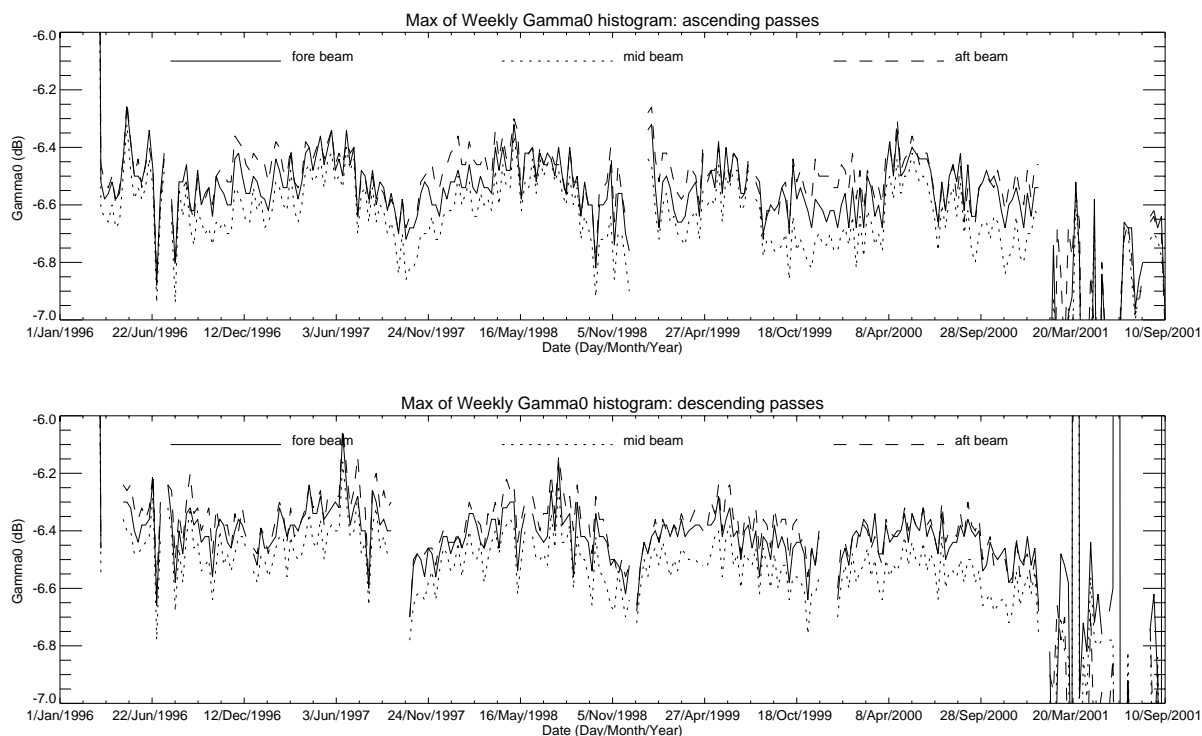 Max of Weekly Gamma0 histogram: ascending passes
fore beam mid beam aft beam
Gamma0 (dB)
-6.0
-6.2
-6.4
-6.6
-6.8
-7.0
1/Jan/1996 22/Jun/1996 12/Dec/1996 3/Jun/1997 24/Nov/1997 16/May/1998 5/Nov/1998 27/Apr/1999 18/Oct/1999 8/Apr/2000 28/Sep/2000 20/Mar/2001 10/Sep/2001
Date (Day/Month/Year)
Max of Weekly Gamma0 histogram: descending passes
fore beam mid beam aft beam
Gamma0 (dB)
-6.0
-6.2
-6.4
-6.6
-6.8
-7.0
1/Jan/1996 22/Jun/1996 12/Dec/1996 3/Jun/1997 24/Nov/1997 16/May/1998 5/Nov/1998 27/Apr/1999 18/Oct/1999 8/Apr/2000 28/Sep/2000 20/Mar/2001 10/Sep/2001
Date (Day/Month/Year)